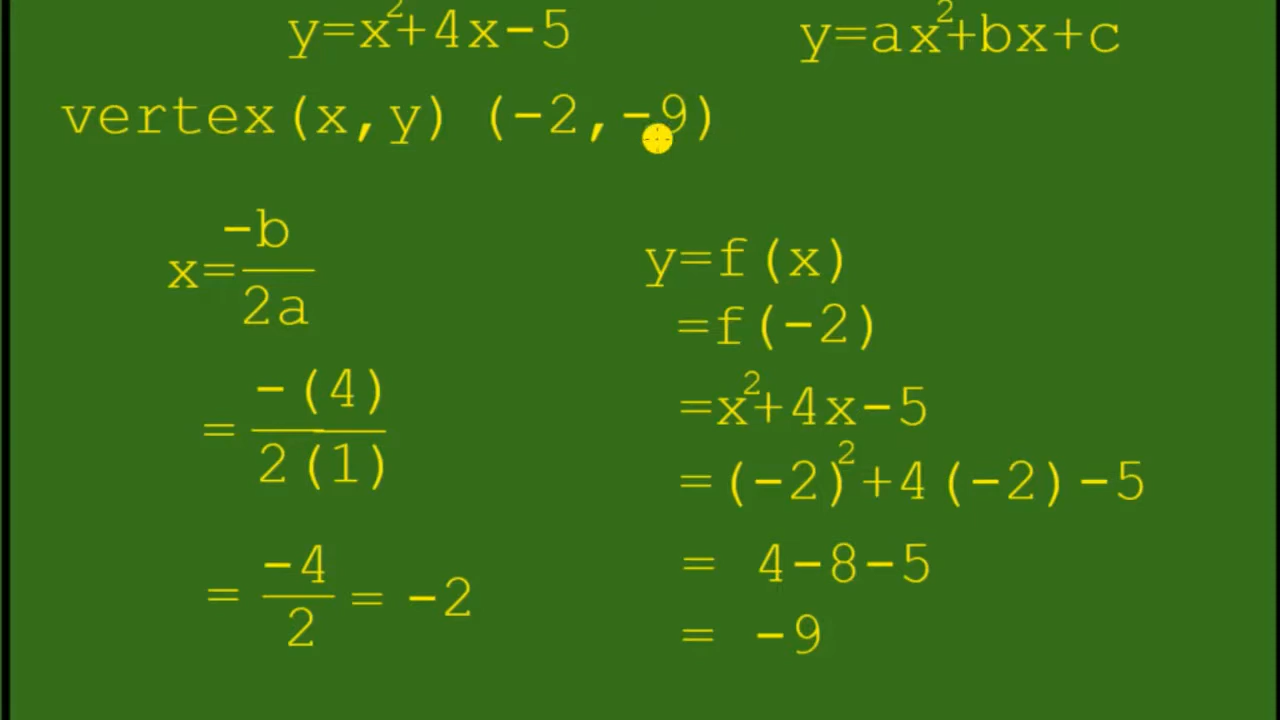 y=x²+4x-5
y=ax²+bx+c
vertex(x,y) (-2,-9)
x=-b/2a
= -(4)/2(1)
= -4/2 = -2
y=f(x)
=f(-2)
=x²+4x-5
=(-2)²+4(-2)-5
= 4-8-5
= -9